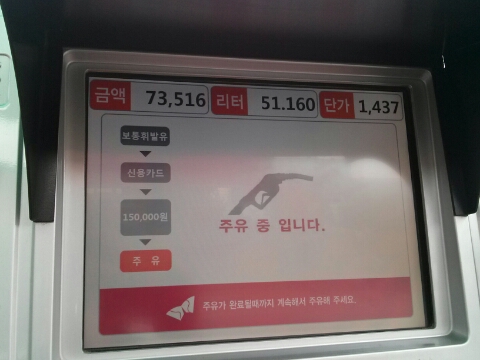 금액 73,516 리터 51.160 단가 1,437
보통휘발유
신용카드
150,000원
주 유
주유 중 입니다.
주유가 완료될때까지 계속해서 주유해 주세요.